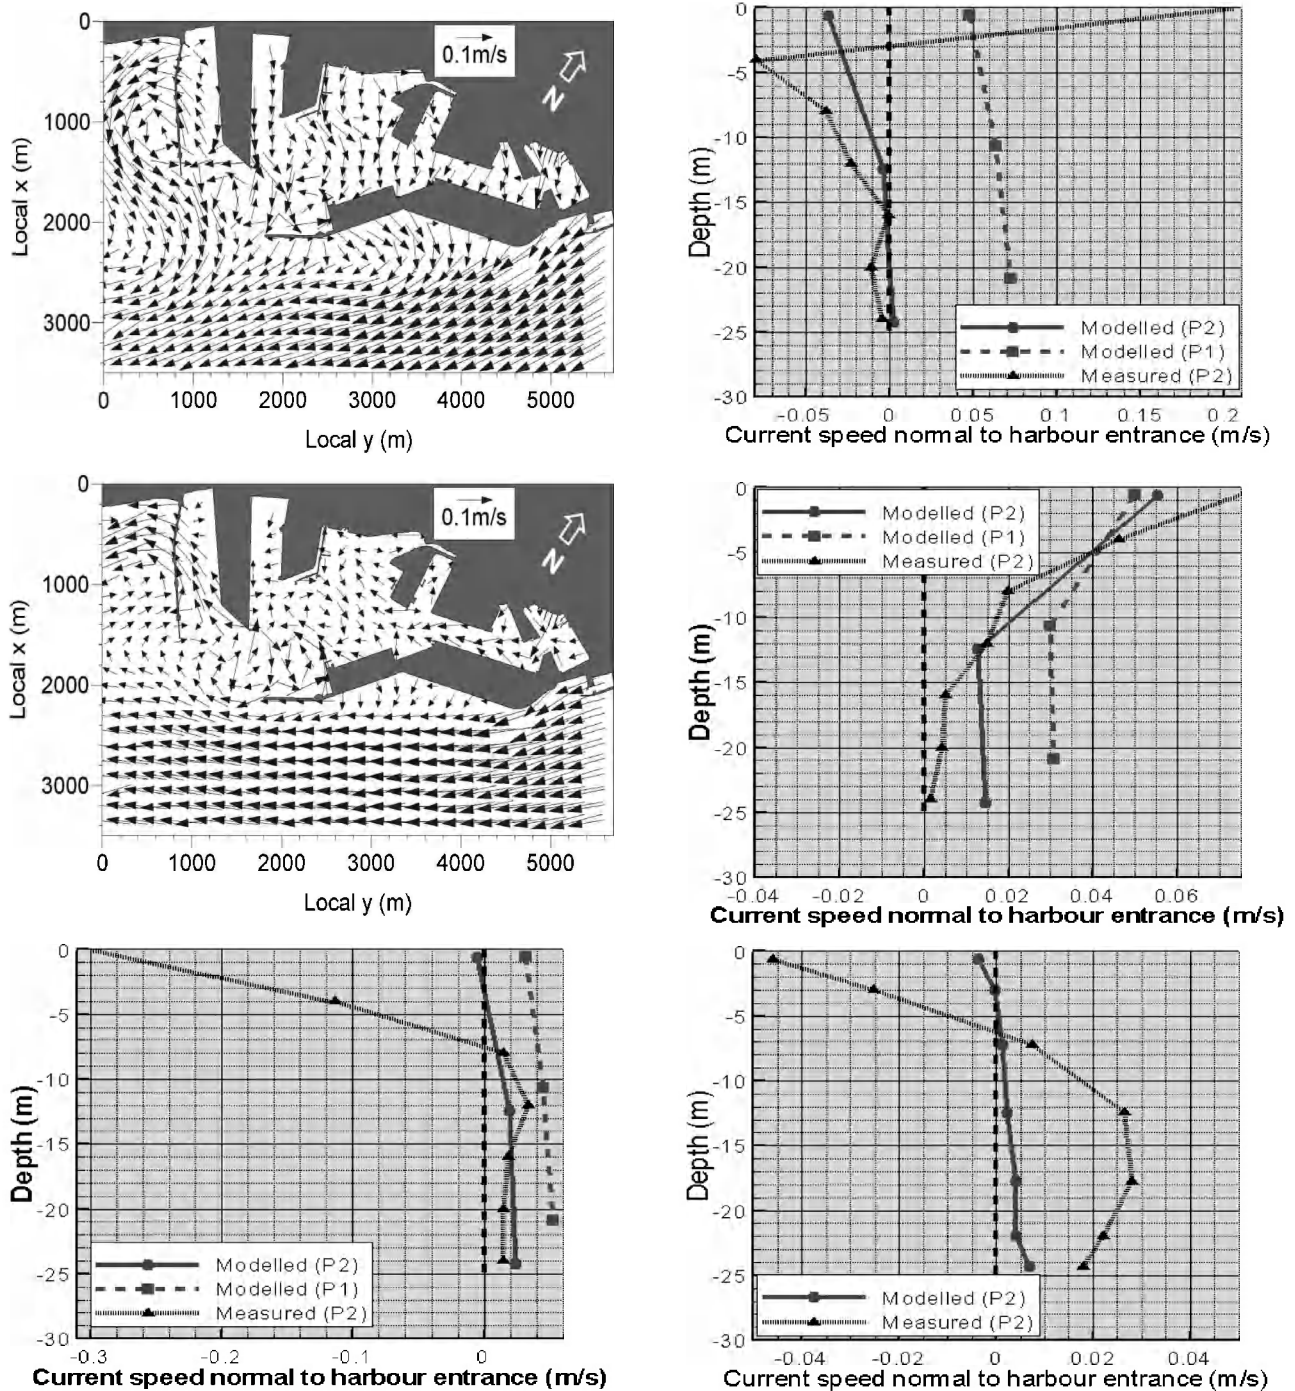 0
1000
2000
3000
Local x (m)
0.1m/s
N
0 1000 2000 3000 4000 5000
Local y (m)
0
-5
-10
-15
-20
-25
-30
Depth (m)
Modelled (P2)
Modelled (P1)
Measured (P2)
-0.05 0 0.05 0.1 0.15 0.2
Current speed normal to harbour entrance (m/s)
0
1000
2000
3000
Local x (m)
0.1m/s
N
0 1000 2000 3000 4000 5000
Local y (m)
0
-5
-10
-15
-20
-25
-30
Depth (m)
Modelled (P2)
Modelled (P1)
Measured (P2)
-0.04 -0.02 0 0.02 0.04 0.06
Current speed normal to harbour entrance (m/s)
0
-5
-10
-15
-20
-25
-30
Depth (m)
Modelled (P2)
Modelled (P1)
Measured (P2)
-0.3 -0.2 -0.1 0
Current speed normal to harbour entrance (m/s)
0
-5
-10
-15
-20
-25
-30
Depth (m)
Modelled (P2)
Measured (P2)
-0.04 -0.02 0 0.02 0.04
Current speed normal to harbour entrance (m/s)